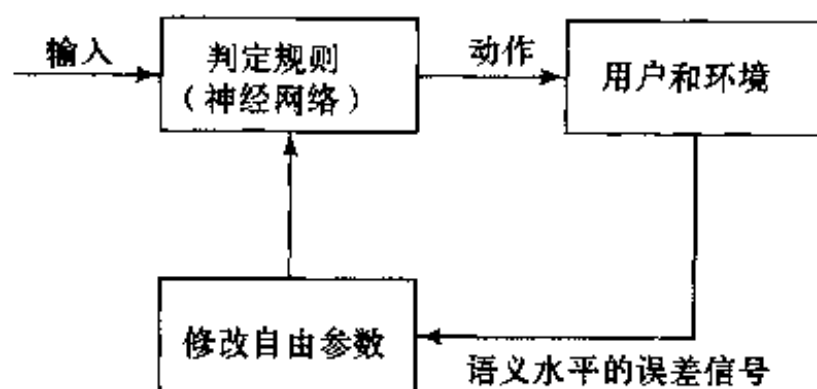 输入
判定规则
（神经网络）
动作
用户和环境
修改自由参数
语义水平的误差信号